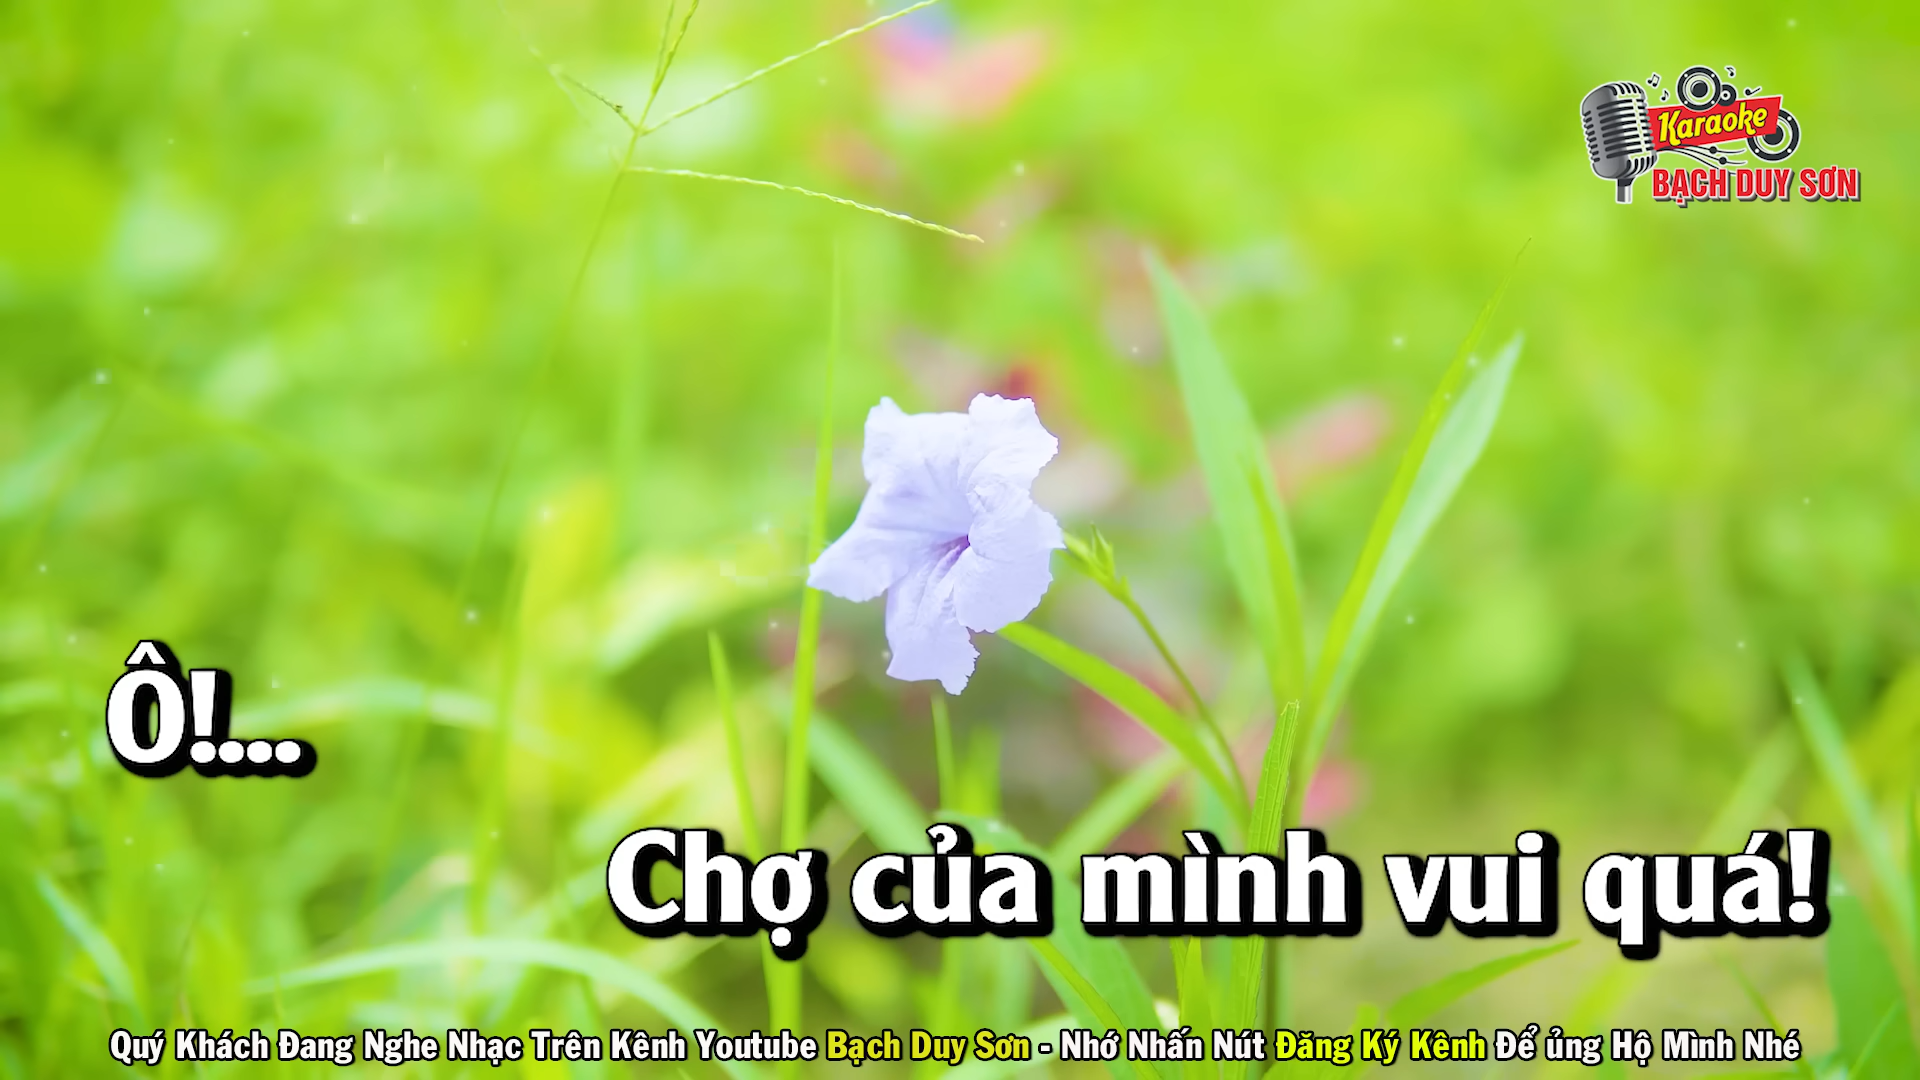 Karaoke
BẠCH DUY SƠN
Ô!....
Chợ của mình vui quá!
Quý Khách Đang Nghe Nhạc Trên Kênh Youtube Bạch Duy Sơn - Nhớ Nhấn Nút Đăng Ký Kênh Để ủng Hộ Mình Nhé